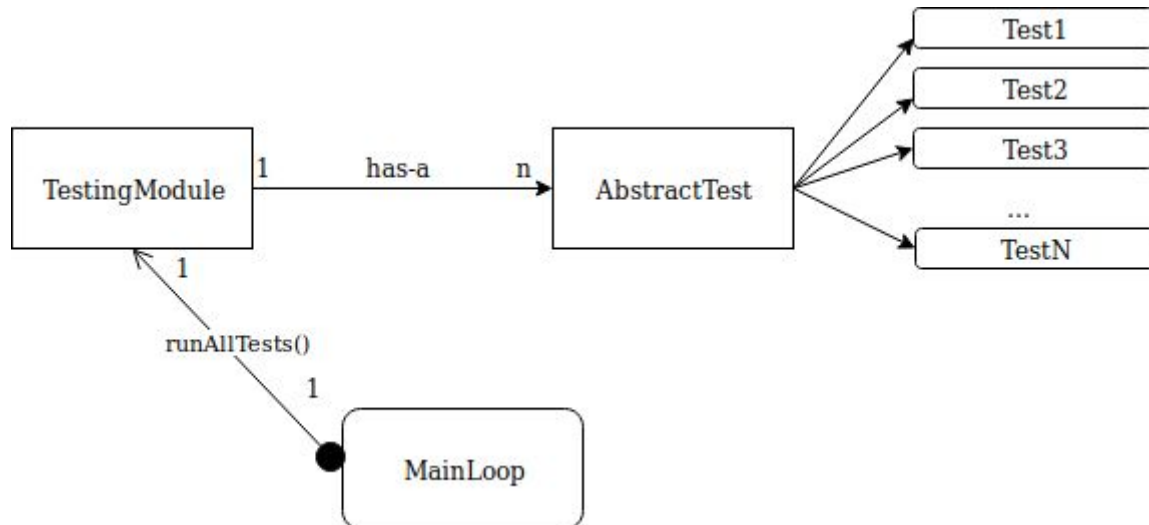 Test1
Test2
Test3
...
TestN
TestingModule
1
has-a
n
AbstractTest
1
runAllTests()
1
MainLoop